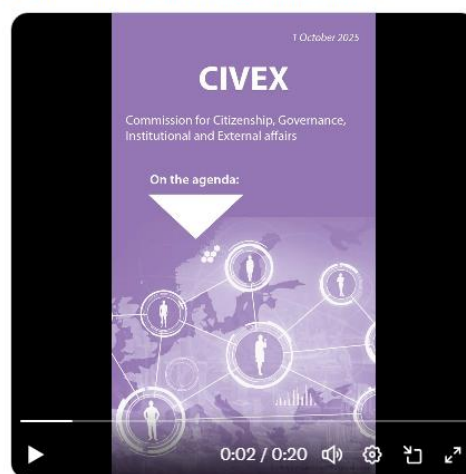 1 October 2025
CIVEX
Commission for Citizenship, Governance,
Institutional and External affairs
On the agenda:
0:02 / 0:20